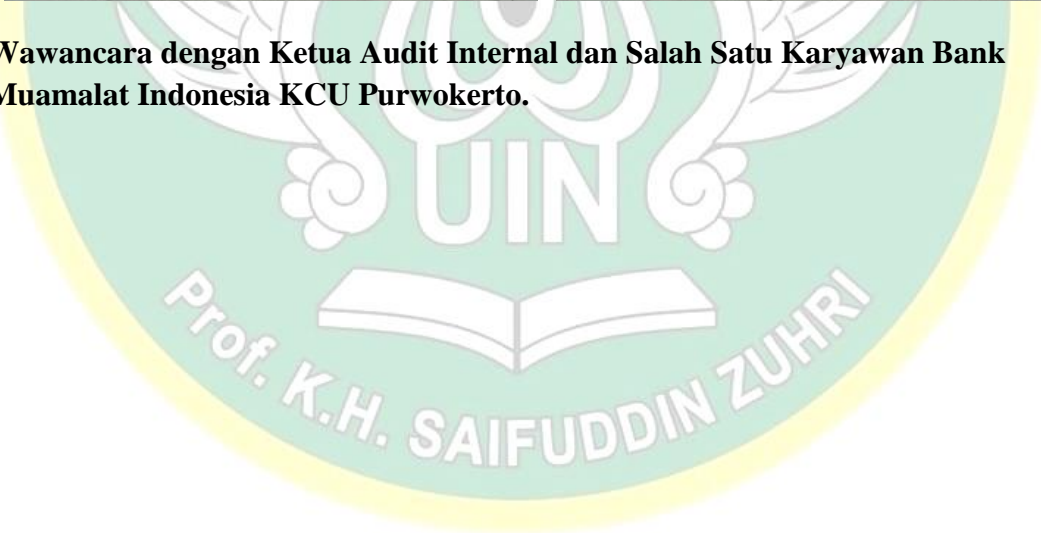 Wawancara dengan Ketua Audit Internal dan Salah Satu Karyawan Bank
Muamalat Indonesia KCU Purwokerto.
UIN
Prof. K.H. SAIFUDDIN ZUHRI